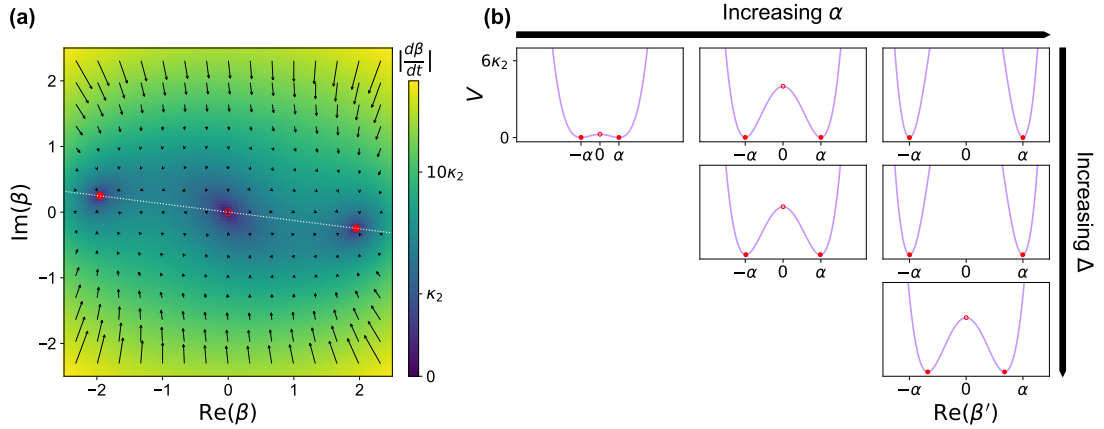 (a)
2
1
0
−1
−2
Im(β)
−2 −1 0 1 2
Re(β)
|dβ/dt|
10κ₂
κ₂
0
(b)
Increasing α
Increasing Δ
6κ₂
V
0
−α 0 α
−α 0 α
−α 0 α
−α 0 α
−α 0 α
−α 0 α
Re(β′)